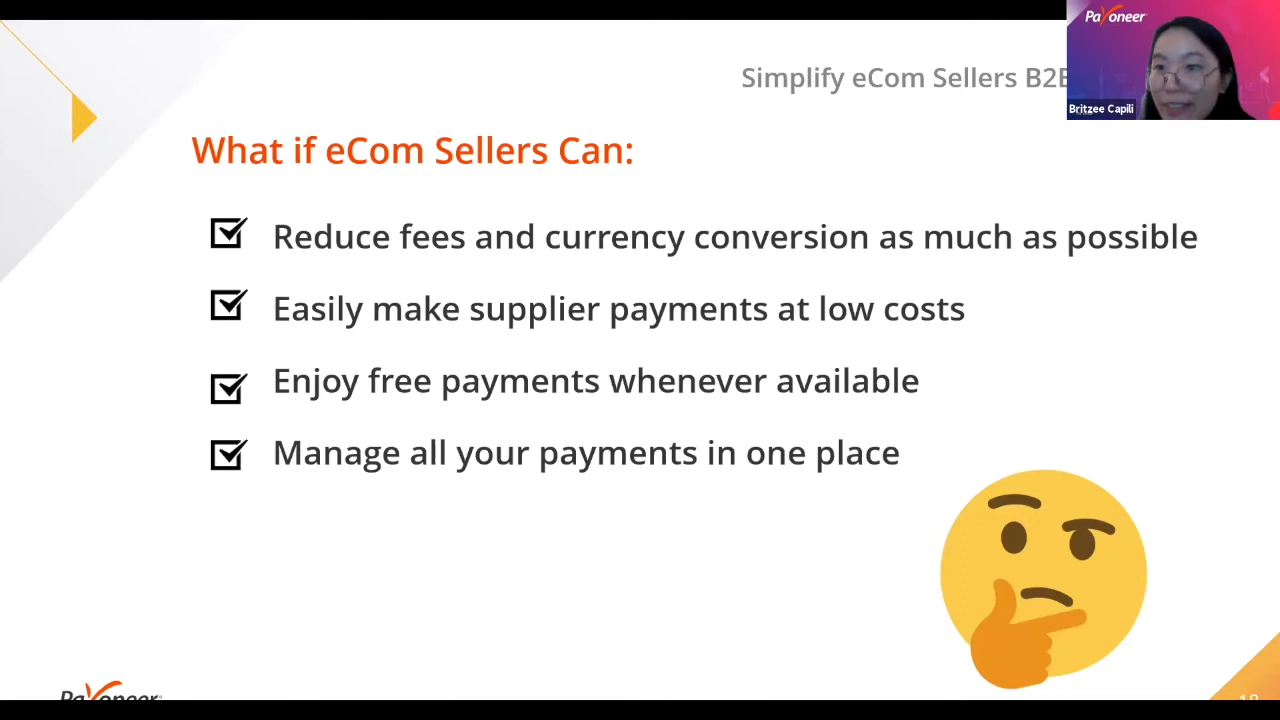 Payoneer
Simplify eCom Sellers B2B
Britzee Capili
What if eCom Sellers Can:
Reduce fees and currency conversion as much as possible
Easily make supplier payments at low costs
Enjoy free payments whenever available
Manage all your payments in one place
Payoneer